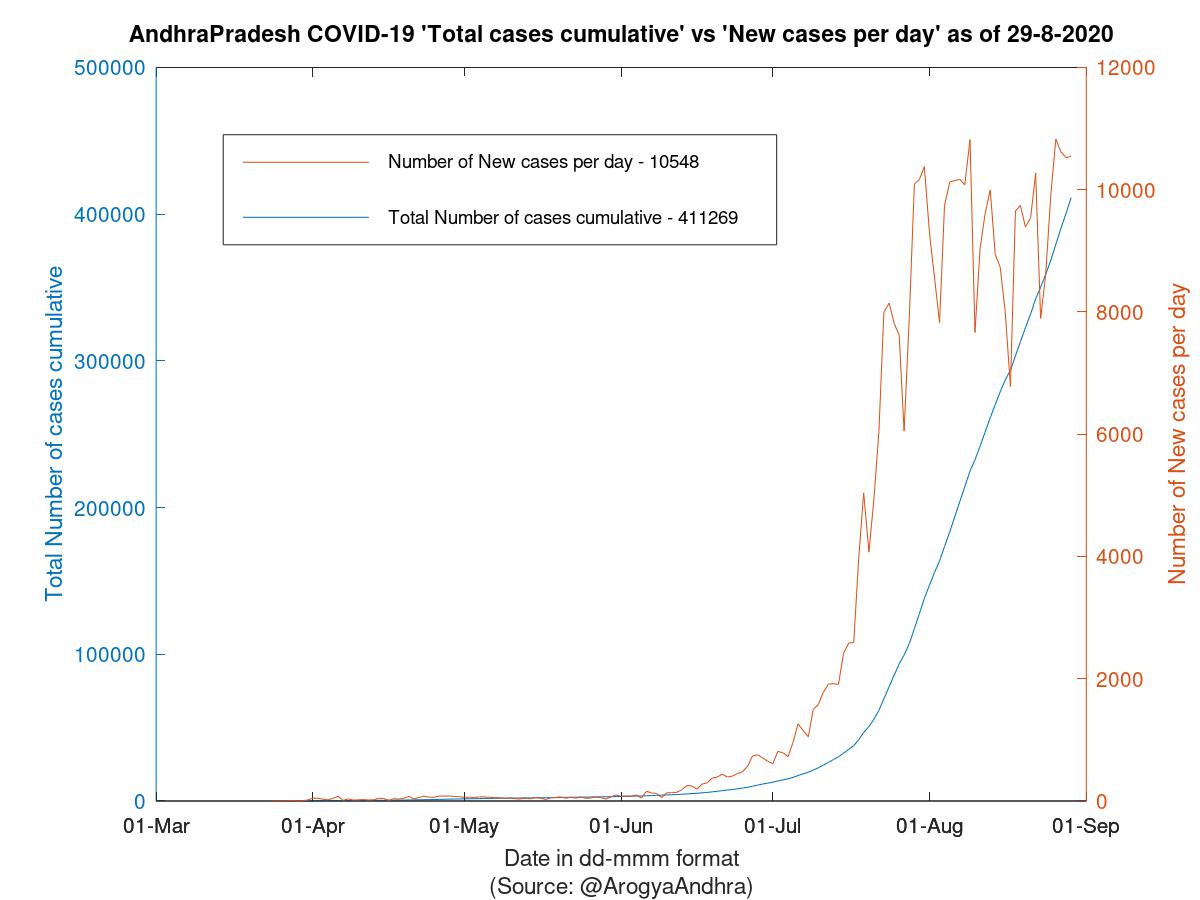 AndhraPradesh COVID-19 'Total cases cumulative' vs 'New cases per day' as of 29-8-2020
500000
400000
300000
200000
100000
0
Total Number of cases cumulative
Number of New cases per day - 10548
Total Number of cases cumulative - 411269
12000
10000
8000
6000
4000
2000
0
Number of New cases per day
01-Mar 01-Apr 01-May 01-Jun 01-Jul 01-Aug 01-Sep
Date in dd-mmm format
(Source: @ArogyaAndhra)